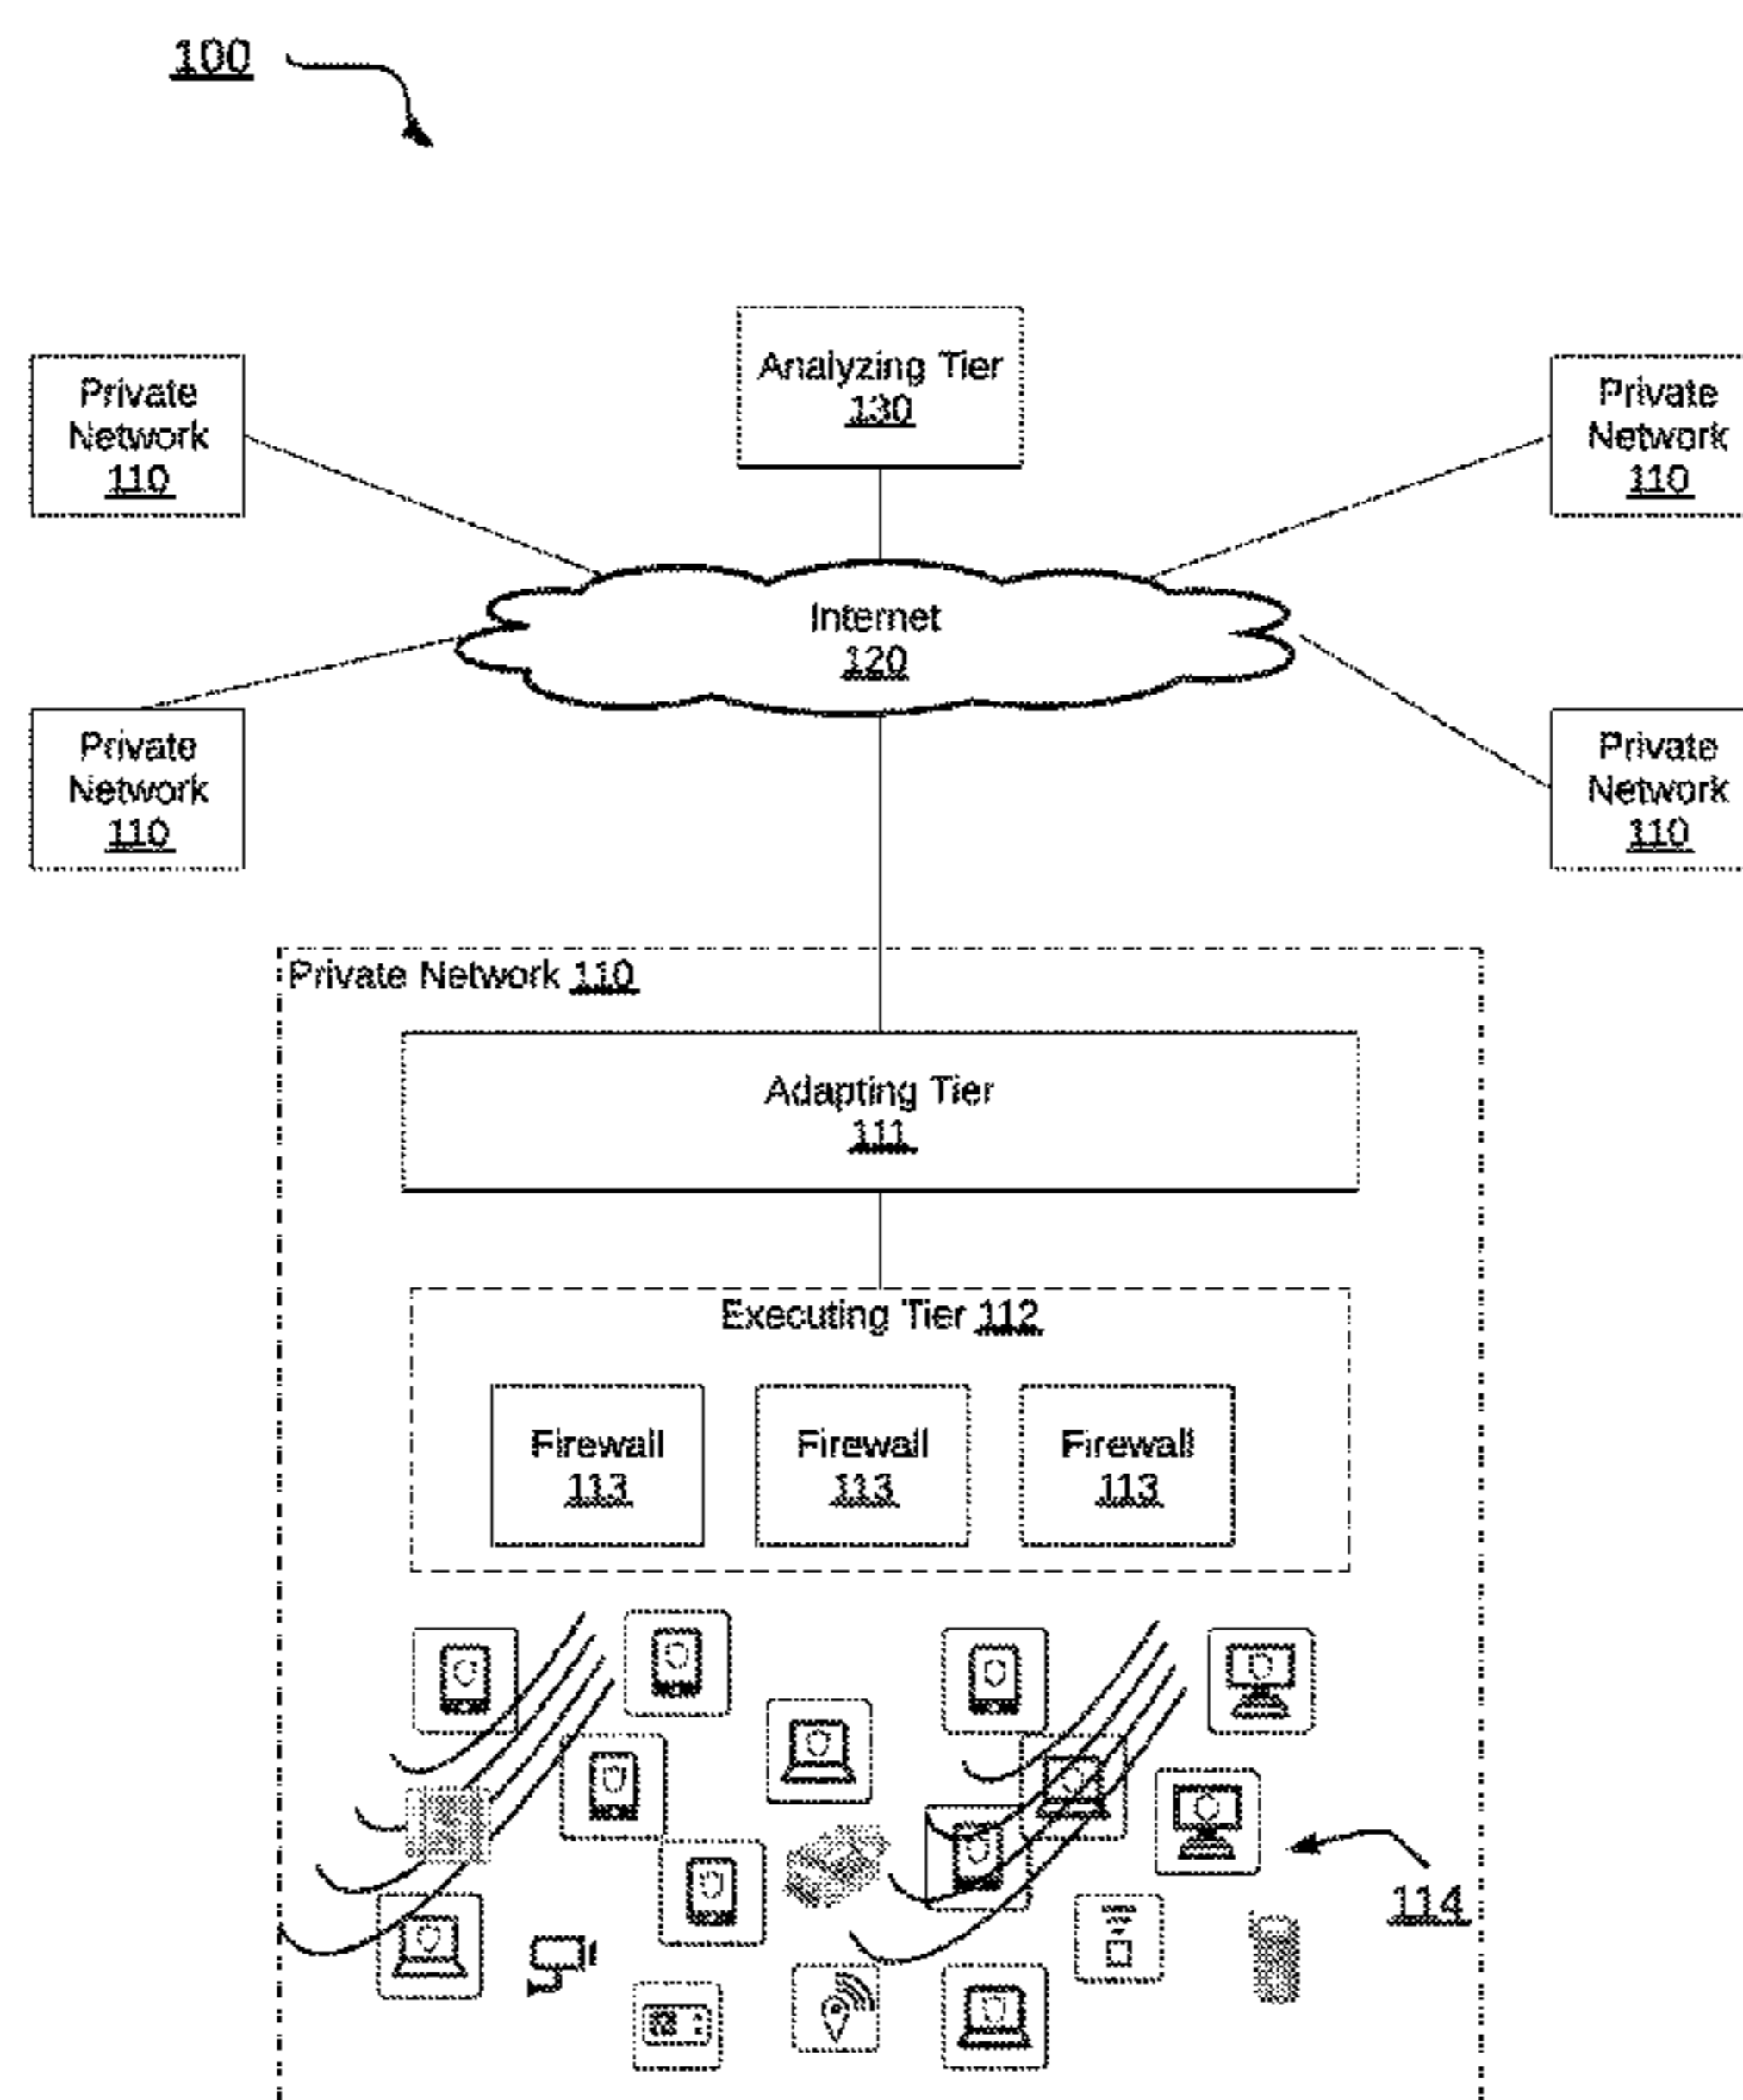 100
Analyzing Tier
130
Private
Network
110
Private
Network
110
Internet
120
Private
Network
110
Private
Network
110
Private Network 110
Adapting Tier
111
Executing Tier 112
Firewall
113
Firewall
113
Firewall
113
114